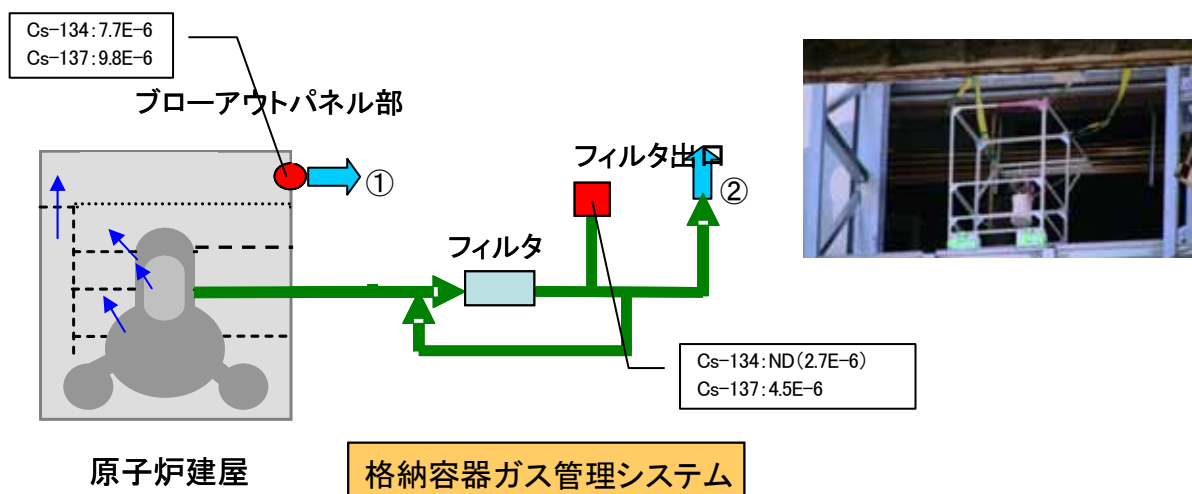 Cs-134:7.7E-6
Cs-137:9.8E-6
ブローアウトパネル部
①
フィルタ出口
②
フィルタ
Cs-134:ND(2.7E-6)
Cs-137:4.5E-6
原子炉建屋
格納容器ガス管理システム